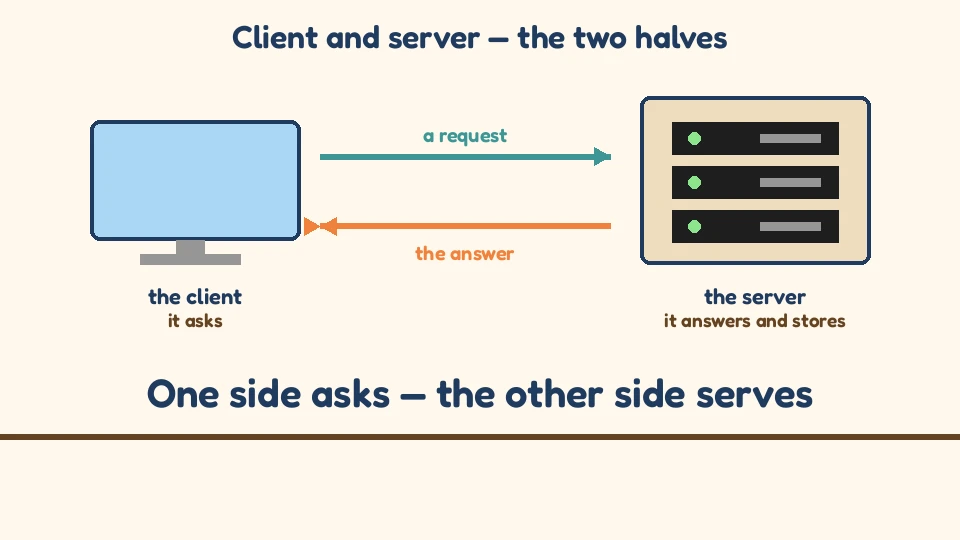 Client and server — the two halves
a request
the answer
the client
it asks
the server
it answers and stores
One side asks — the other side serves